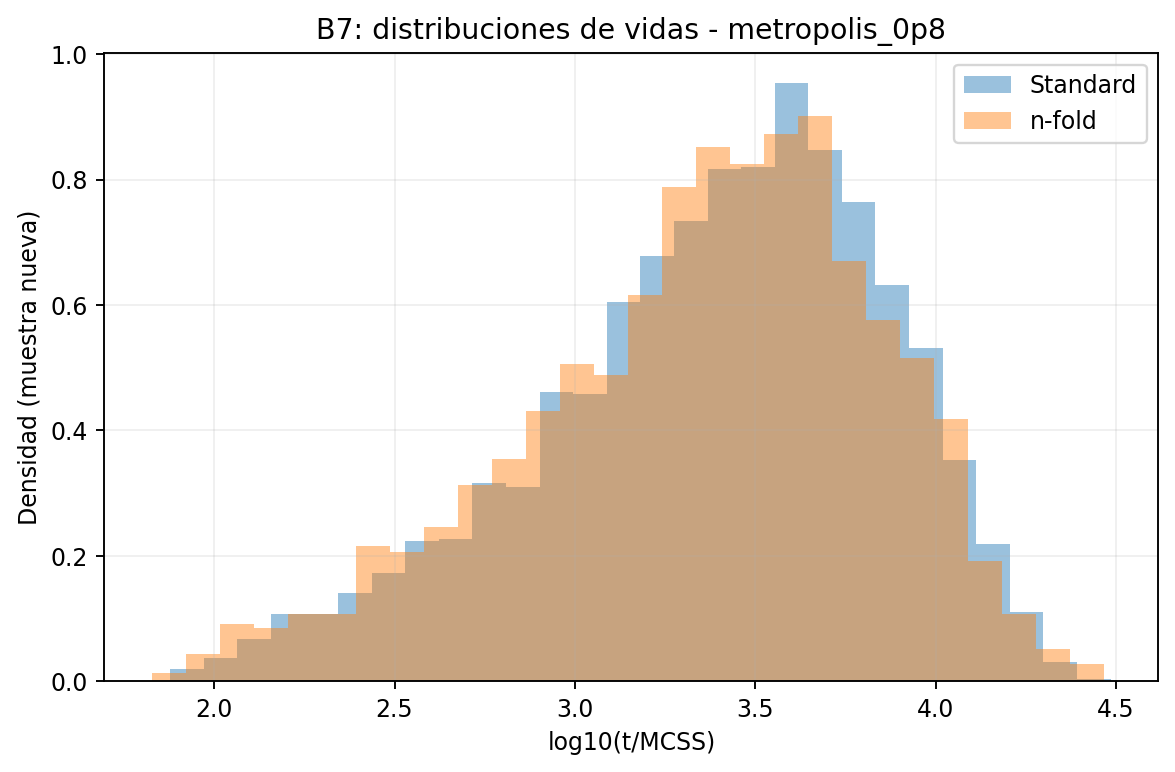 B7: distribuciones de vidas - metropolis_0p8
Standard
n-fold
Densidad (muestra nueva)
1.0
0.8
0.6
0.4
0.2
0.0
2.0 2.5 3.0 3.5 4.0 4.5
log10(t/MCSS)